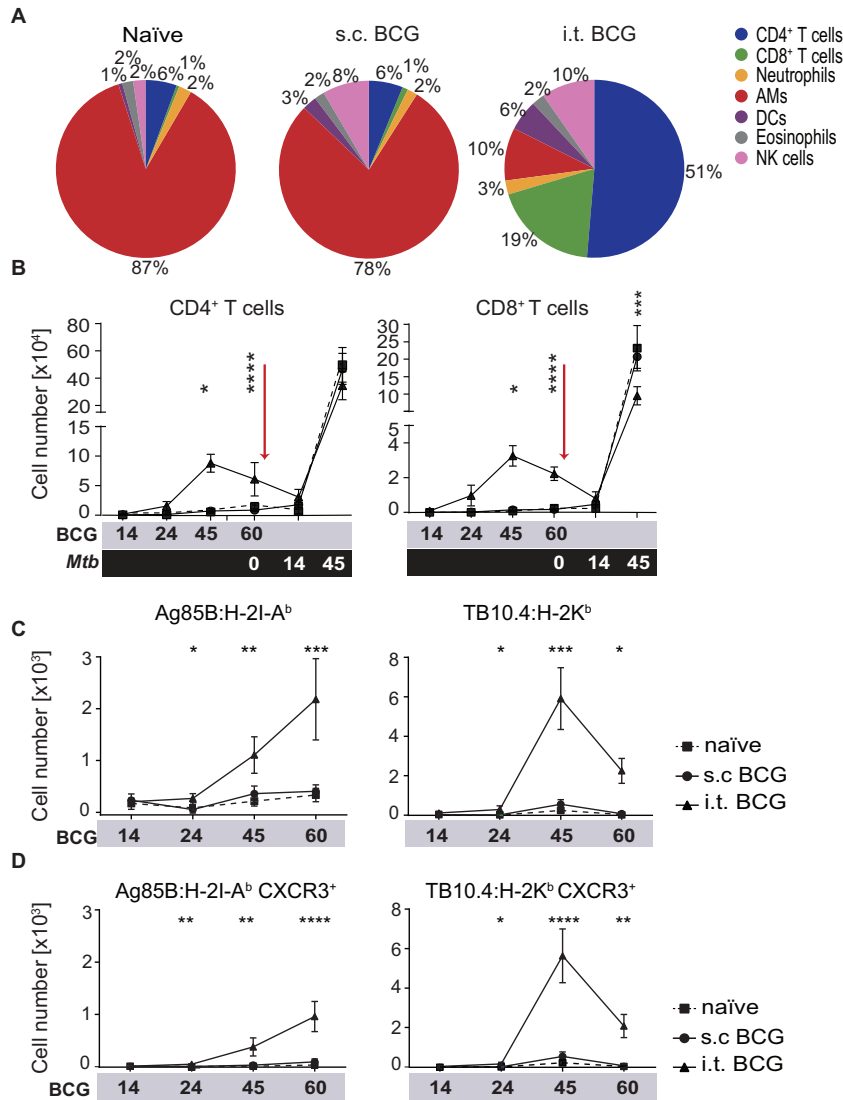 A
Naïve
s.c. BCG
i.t. BCG
2%
1%
2%
6%
1%
2%
87%
3%
2%
8%
6%
1%
2%
78%
10%
2%
6%
10%
3%
19%
51%
CD4⁺ T cells
CD8⁺ T cells
Neutrophils
AMs
DCs
Eosinophils
NK cells
B
CD4⁺ T cells
CD8⁺ T cells
Cell number [x10⁴]
80
60
40
20
15
10
5
0
*
****
30
25
20
15
10
6
4
2
0
*
****
***
BCG 14 24 45 60
14 24 45 60
Mtb 0 14 45
0 14 45
C
Ag85B:H-2I-Aᵇ
TB10.4:H-2Kᵇ
Cell number [x10³]
3
2
1
0
* ** ***
8
6
4
2
0
* *** *
BCG 14 24 45 60
14 24 45 60
naïve
s.c BCG
i.t. BCG
D
Ag85B:H-2I-Aᵇ CXCR3⁺
TB10.4:H-2Kᵇ CXCR3⁺
Cell number [x10³]
3
2
1
0
** ** ****
6
4
2
0
* **** **
BCG 14 24 45 60
14 24 45 60
naïve
s.c BCG
i.t. BCG